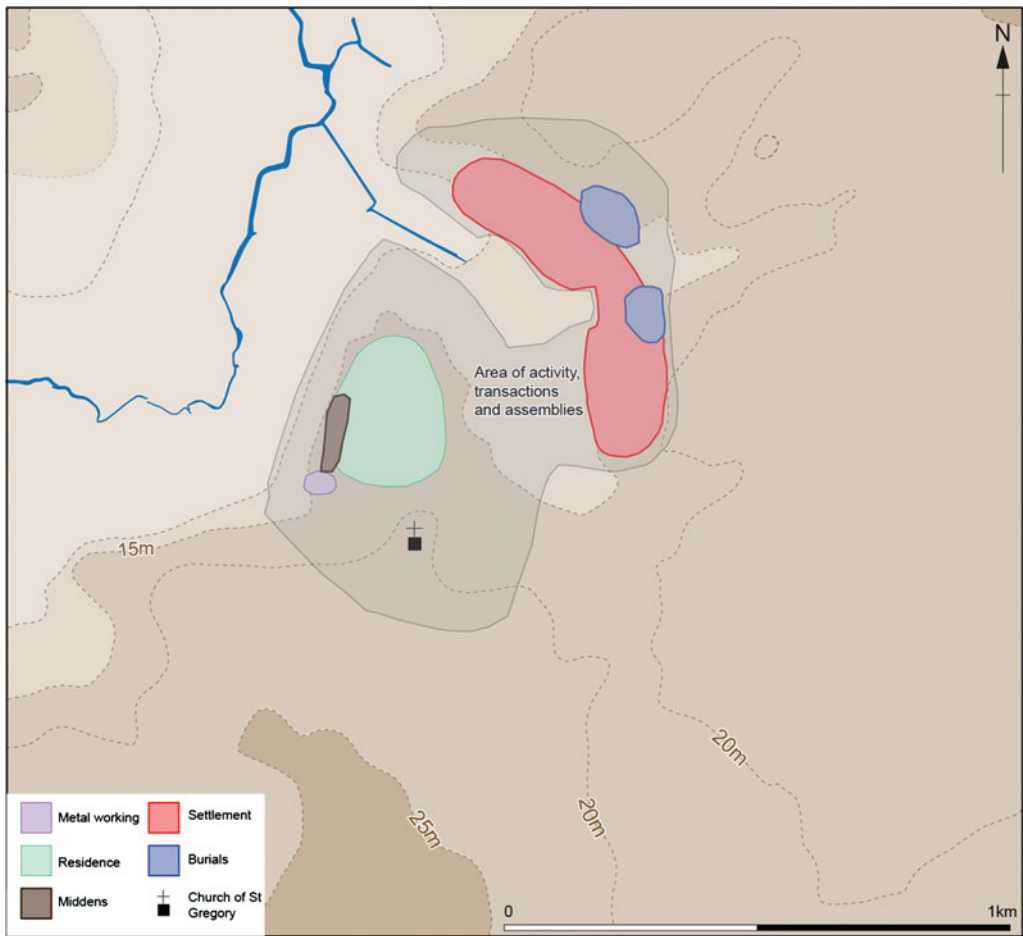 N
Area of activity,
transactions
and assemblies
15m
20m
20m
25m
Metal working
Settlement
Residence
Burials
Middens
Church of St
Gregory
0
1km